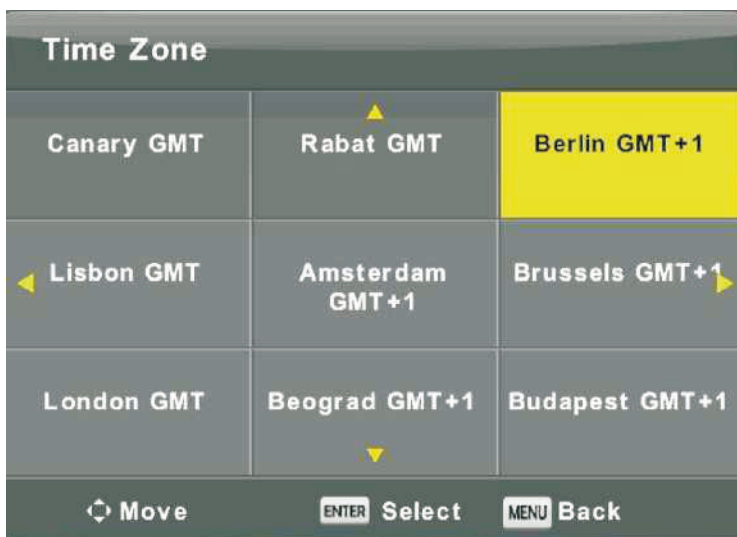 Time Zone
Canary GMT
Rabat GMT
Berlin GMT+1
Lisbon GMT
Amsterdam
GMT+1
Brussels GMT+1
London GMT
Beograd GMT+1
Budapest GMT+1
Move
ENTER Select
MENU Back